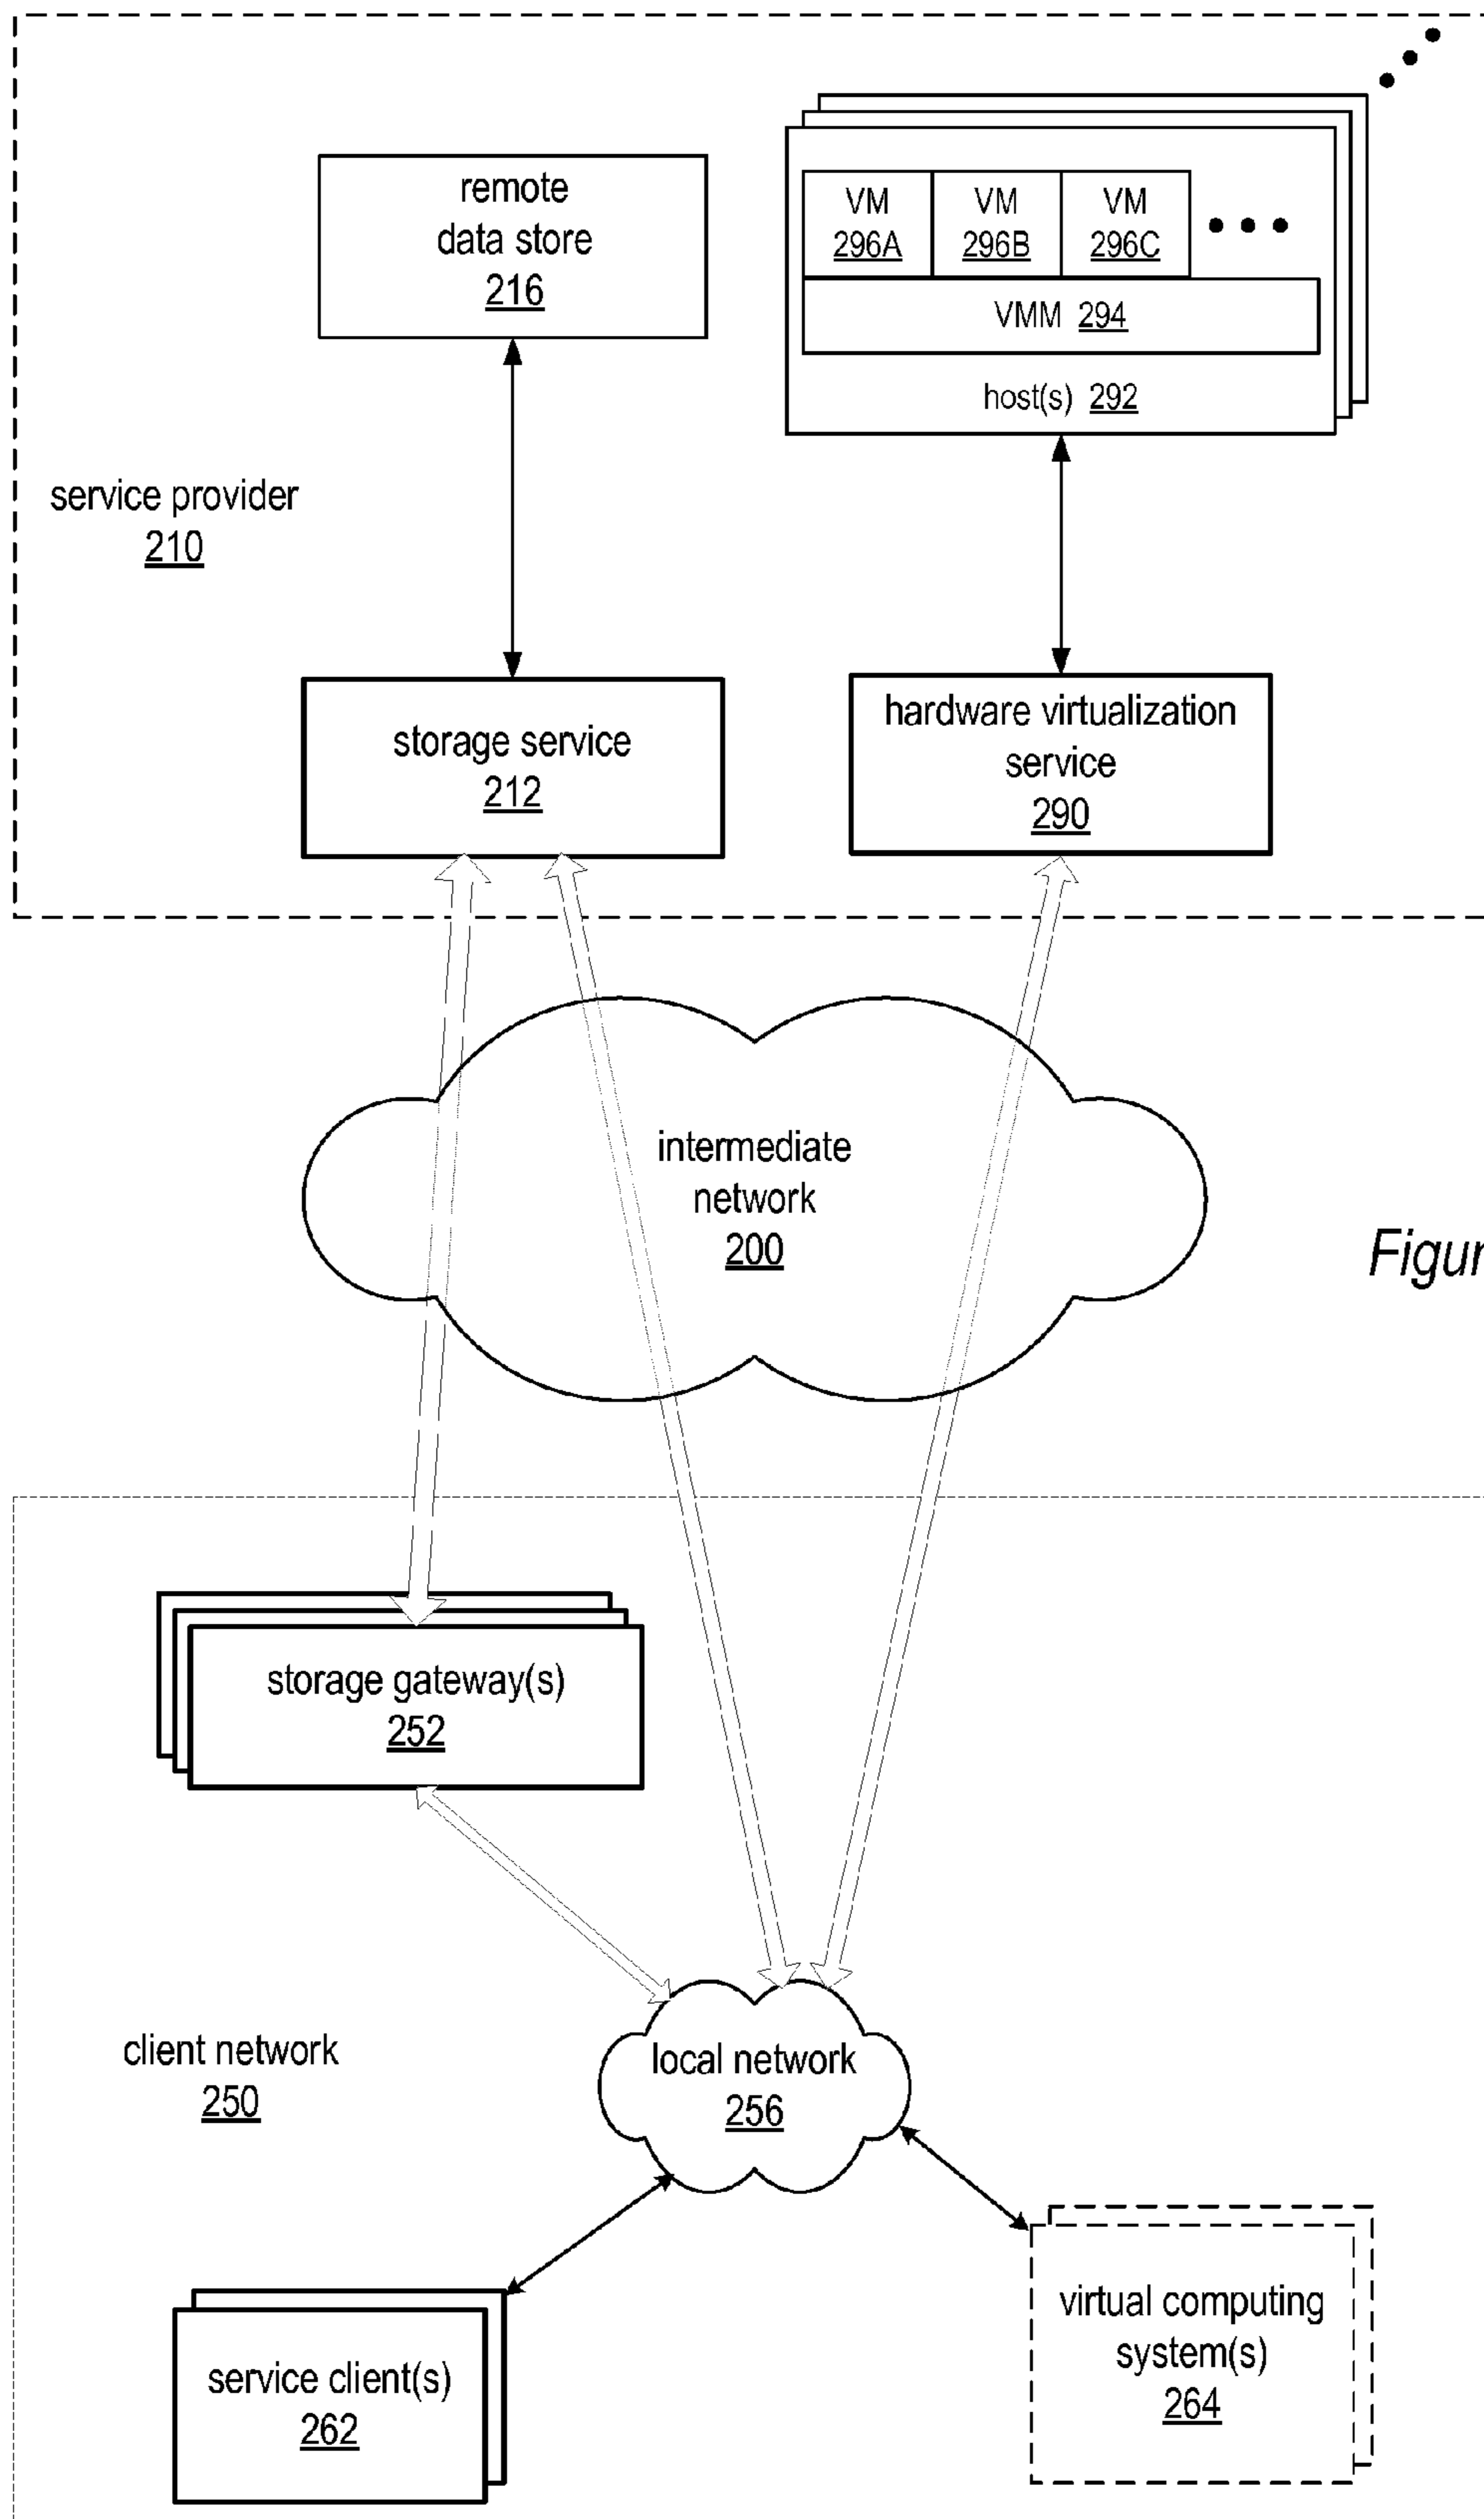 remote
data store
216
VM
296A
VM
296B
VM
296C
VMM 294
host(s) 292
service provider
210
storage service
212
hardware virtualization
service
290
intermediate
network
200
Figur
storage gateway(s)
252
client network
250
local network
256
service client(s)
262
virtual computing
system(s)
264